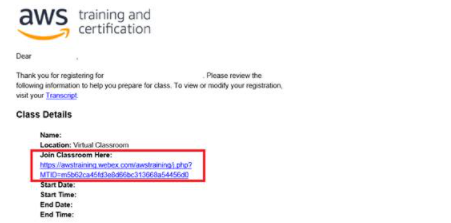 aws training and
certification
Dear ,
Thank you for registering for . Please review the
following information to help you prepare for class. To view or modify your registration,
visit your Transcript.
Class Details
Name:
Location: Virtual Classroom
Join Classroom Here:
https://awstraining.webex.com/awstraining/j.php?
MTID=m5b62ca45fd3e8d66bc313668a54456d0
Start Date:
Start Time:
End Date:
End Time: